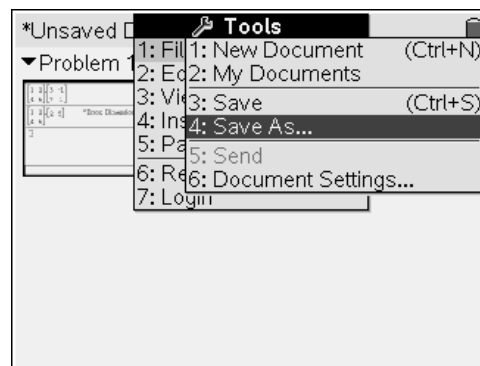 *Unsaved D
Tools
Problem 1
1: Fil
2: Ed
3: Vie
4: Ins
5: Pa
6: Re
7: Login
1: New Document (Ctrl+N)
2: My Documents
3: Save (Ctrl+S)
4: Save As...
5: Send
6: Document Settings...